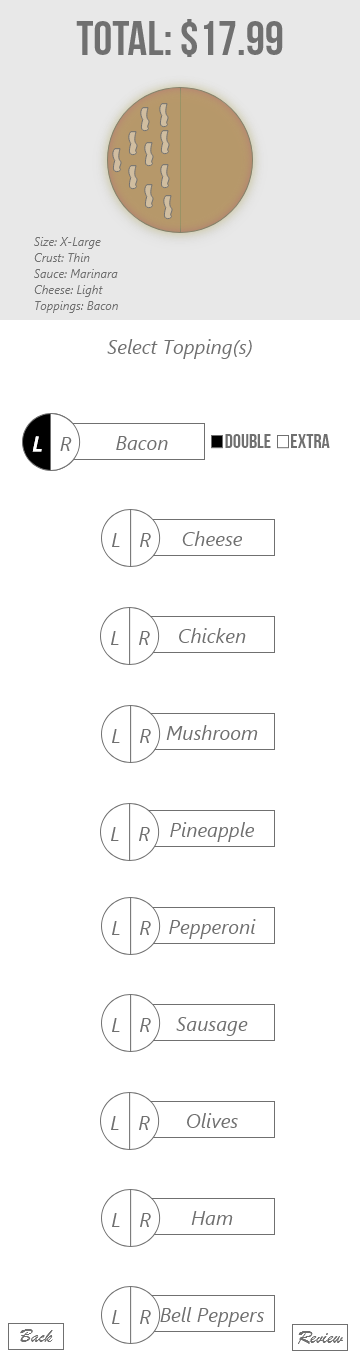 TOTAL: $17.99
Size: X-Large
Crust: Thin
Sauce: Marinara
Cheese: Light
Toppings: Bacon
Select Topping(s)
L R Bacon DOUBLE EXTRA
L R Cheese
L R Chicken
L R Mushroom
L R Pineapple
L R Pepperoni
L R Sausage
L R Olives
L R Ham
L R Bell Peppers
Back Review